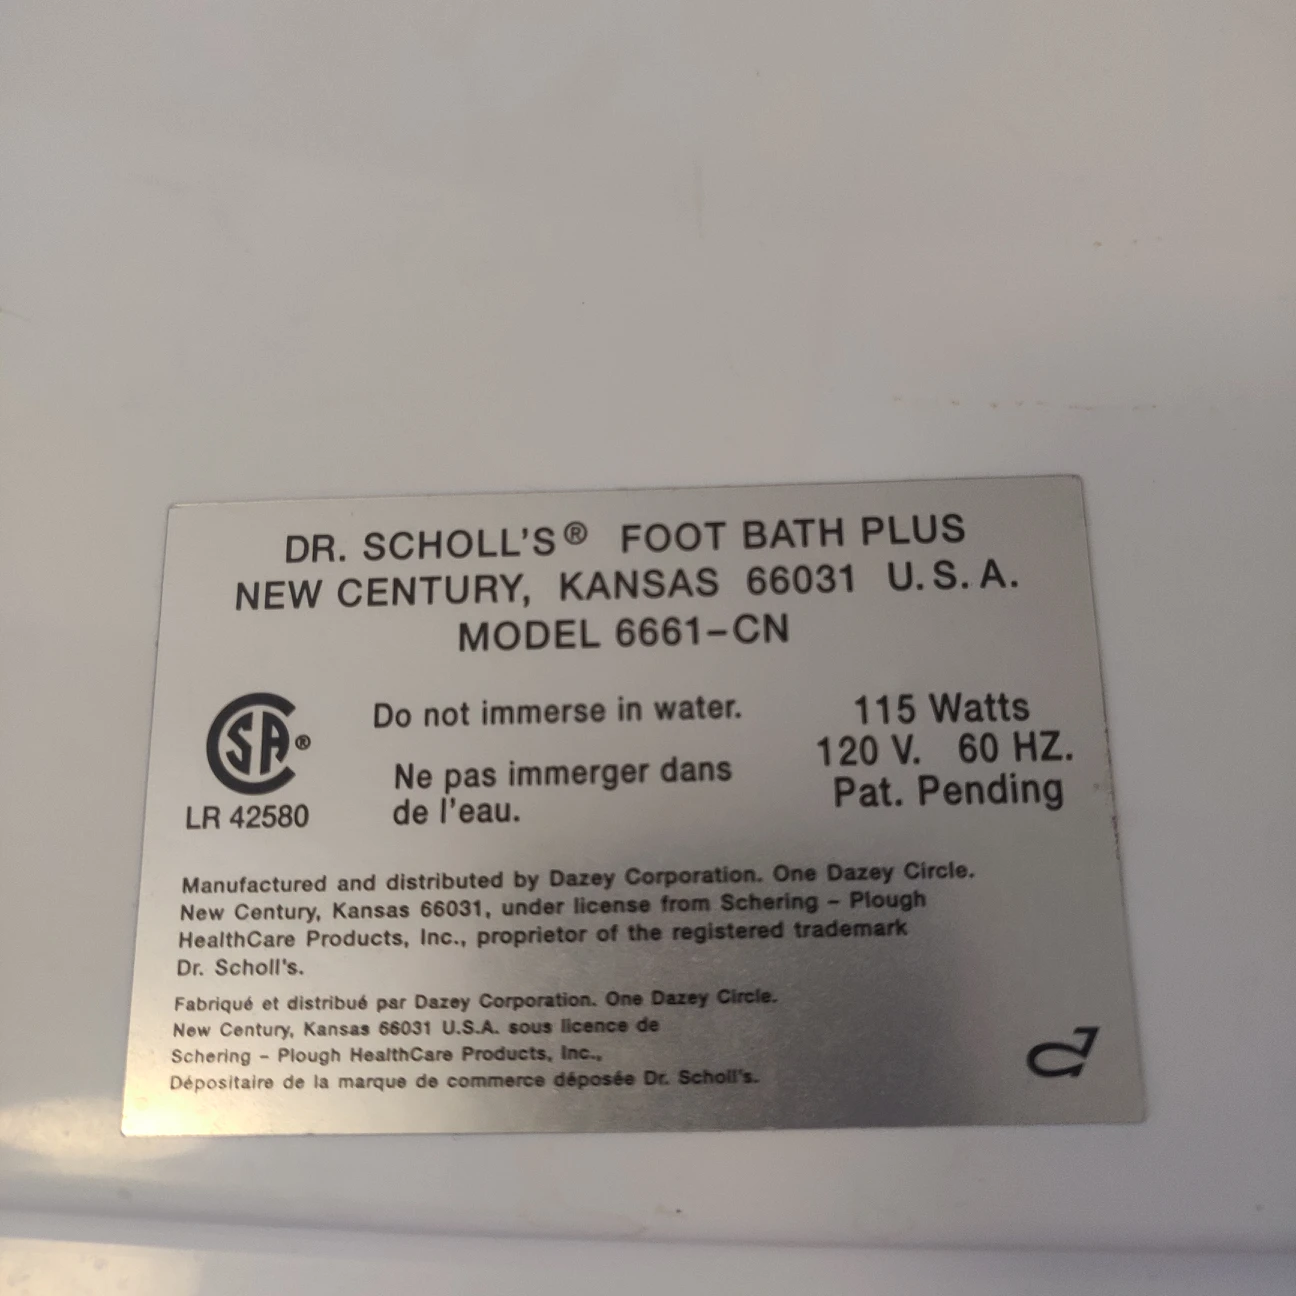 DR. SCHOLL'S® FOOT BATH PLUS
NEW CENTURY, KANSAS 66031 U.S.A.
MODEL 6661-CN
SA®
LR 42580
Do not immerse in water.
Ne pas immerger dans
de l'eau.
115 Watts
120 V. 60 HZ.
Pat. Pending
Manufactured and distributed by Dazey Corporation. One Dazey Circle.
New Century, Kansas 66031, under license from Schering - Plough
HealthCare Products, Inc., proprietor of the registered trademark
Dr. Scholl's.
Fabriqué et distribué par Dazey Corporation. One Dazey Circle.
New Century, Kansas 66031 U.S.A. sous licence de
Schering - Plough HealthCare Products, Inc.,
Dépositaire de la marque de commerce déposée Dr. Scholl's.
d